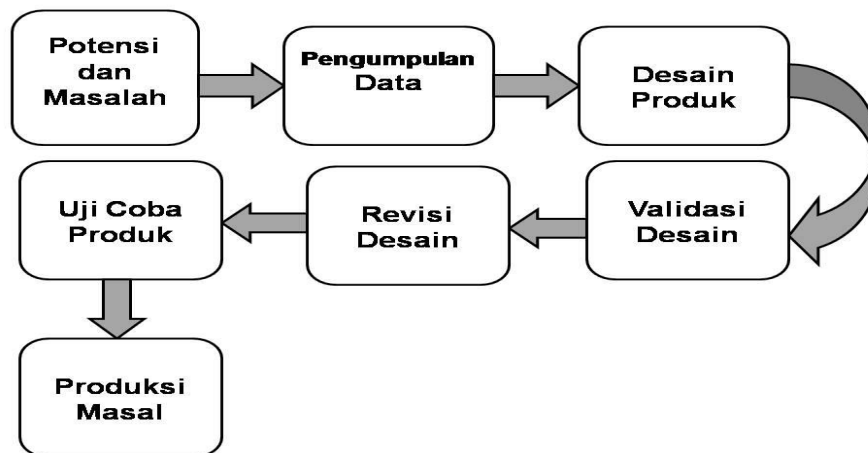 Potensi
dan
Masalah
Pengumpulan
Data
Desain
Produk
Validasi
Desain
Revisi
Desain
Uji Coba
Produk
Produksi
Masal